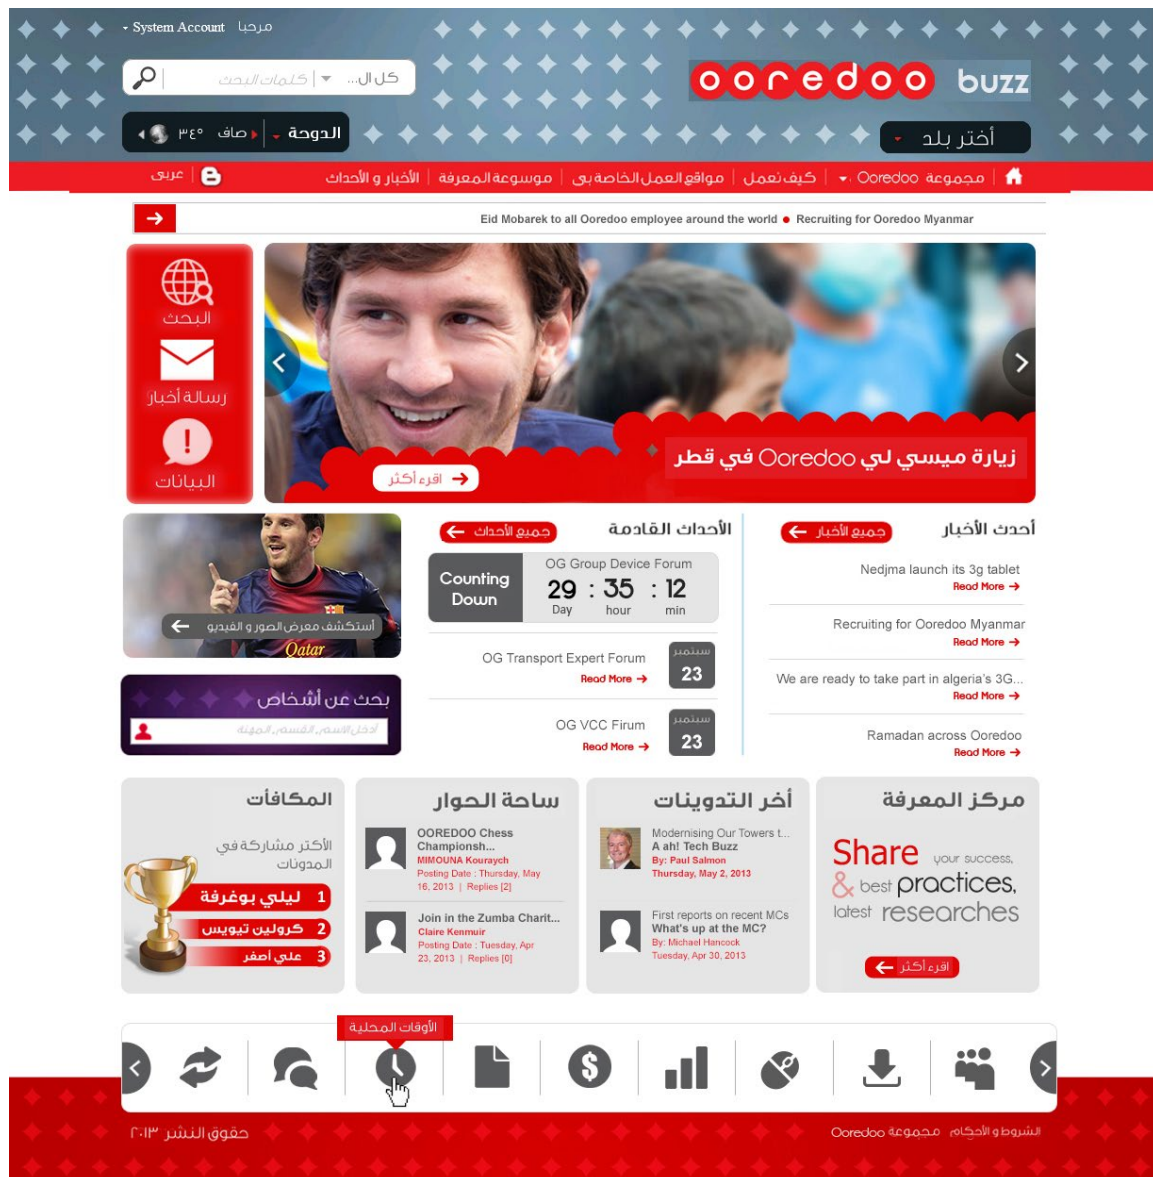 مرحبا System Account
كل ال... كلمات البحث
ooredoo buzz
أختر بلد
الدوحة صاف ٣٤°
مجموعة Ooredoo | كيف نعمل | مواقع العمل الخاصة بي | موسوعة المعرفة | الأخبار و الأحداث
عربي
Eid Mobarek to all Ooredoo employee around the world ● Recruiting for Ooredoo Myanmar
البحث
رسالة أخبار
البيانات
زيارة ميسي لي Ooredoo في قطر
اقرء أكثر
أحدث الأخبار
جميع الأخبار
Nedjma launch its 3g tablet
Read More
Recruiting for Ooredoo Myanmar
Read More
We are ready to take part in algeria's 3G...
Read More
Ramadan across Ooredoo
Read More
الأحداث القادمة
جميع الأحداث
Counting Down
OG Group Device Forum
29 : 35 : 12
Day hour min
OG Transport Expert Forum
Read More
سبتمبر
23
OG VCC Firum
Read More
سبتمبر
23
أستكشف معرض الصور و الفيديو
Qatar
بحث عن أشخاص
أدخل الاسم, القسم, المهنة
مركز المعرفة
Share your success,
& best practices,
latest researches
اقرء أكثر
أخر التدوينات
Modernising Our Towers t...
A ah! Tech Buzz
By: Paul Salmon
Thursday, May 2, 2013
First reports on recent MCs
What's up at the MC?
By: Michael Hancock
Tuesday, Apr 30, 2013
ساحة الحوار
OOREDOO Chess
Championsh...
MIMOUNA Kouraych
Posting Date : Thursday, May
16, 2013 | Replies [2]
Join in the Zumba Charit...
Claire Kenmuir
Posting Date : Tuesday, Apr
23, 2013 | Replies [0]
المكافأت
الأكثر مشاركة في
المدونات
1 ليلي بوغرفة
2 كرولين تيويس
3 علي أصفر
الأوقات المحلية
الشروط و الأحكام مجموعة Ooredoo
حقوق النشر ٢٠١٣